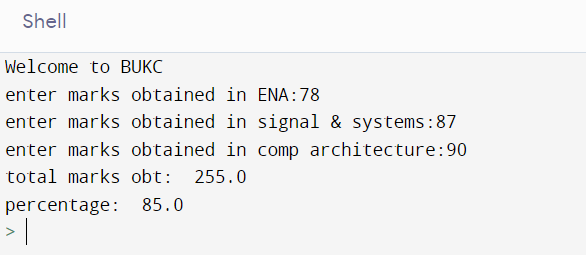 Shell
Welcome to BUKC
enter marks obtained in ENA:78
enter marks obtained in signal & systems:87
enter marks obtained in comp architecture:90
total marks obt:  255.0
percentage:  85.0
>